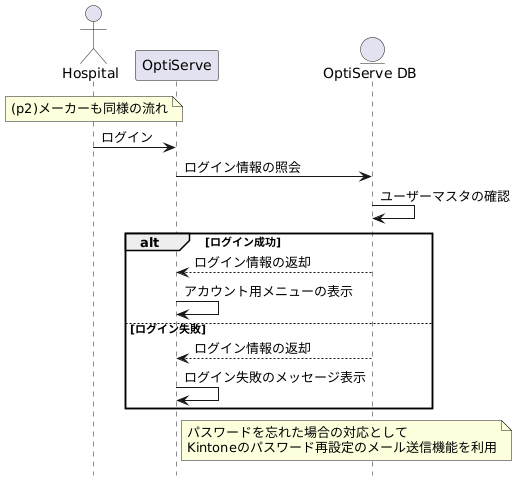 Hospital
OptiServe
OptiServe DB
(p2)メーカーも同様の流れ
ログイン
ログイン情報の照会
ユーザーマスタの確認
alt
[ログイン成功]
ログイン情報の返却
アカウント用メニューの表示
[ログイン失敗]
ログイン情報の返却
ログイン失敗のメッセージ表示
パスワードを忘れた場合の対応として
Kintoneのパスワード再設定のメール送信機能を利用